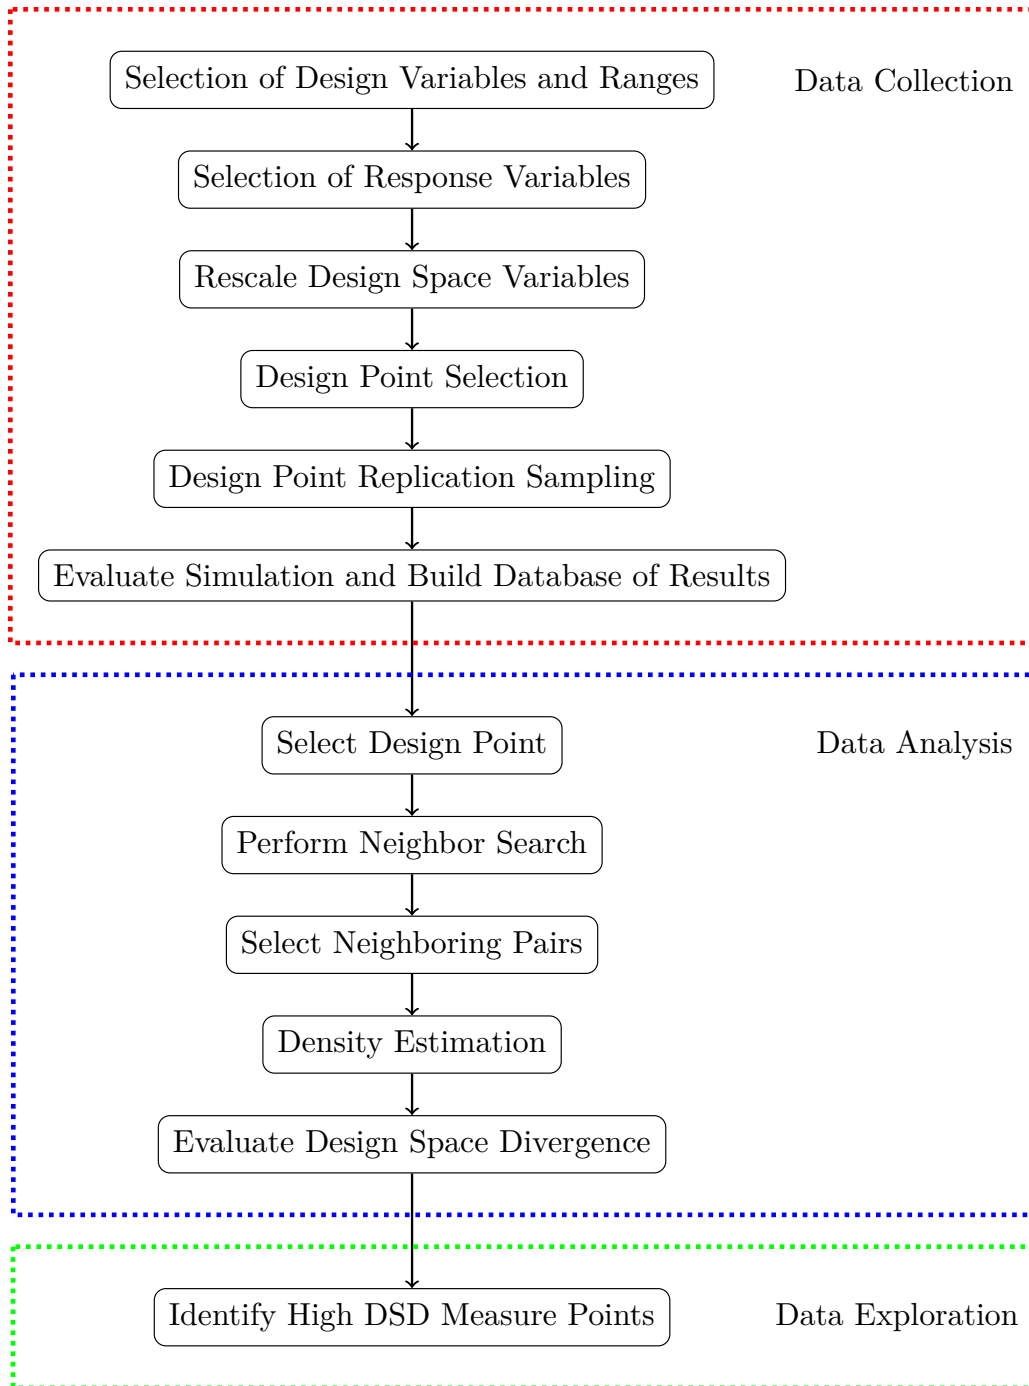 Selection of Design Variables and Ranges
Data Collection
Selection of Response Variables
Rescale Design Space Variables
Design Point Selection
Design Point Replication Sampling
Evaluate Simulation and Build Database of Results
Select Design Point
Data Analysis
Perform Neighbor Search
Select Neighboring Pairs
Density Estimation
Evaluate Design Space Divergence
Identify High DSD Measure Points
Data Exploration